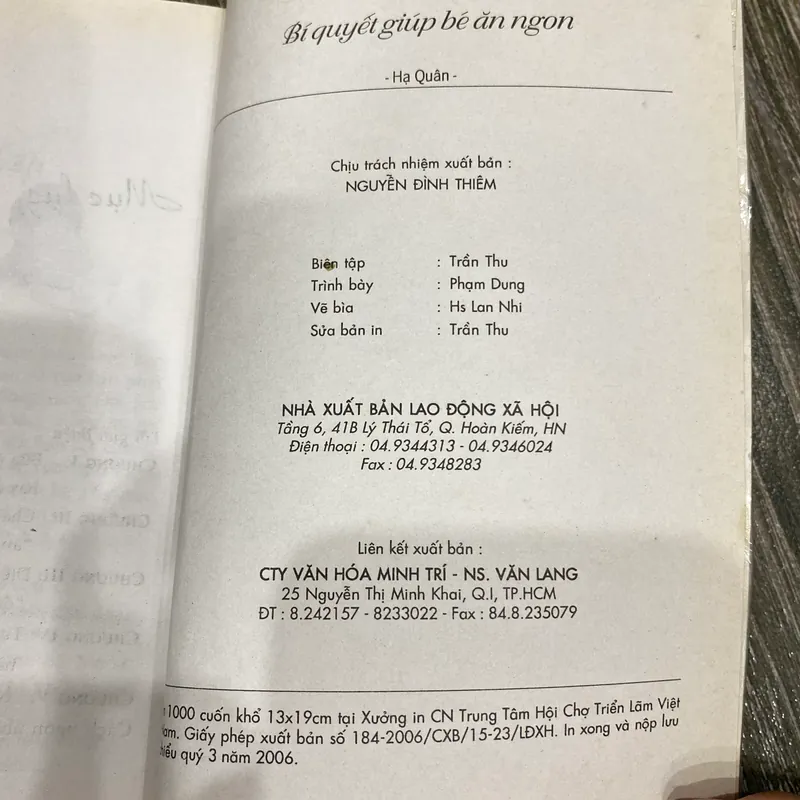 Bí quyết giúp bé ăn ngon
- Hạ Quân -
Chịu trách nhiệm xuất bản :
NGUYỄN ĐÌNH THIÊM
Biên tập : Trần Thu
Trình bày : Phạm Dung
Vẽ bìa : Hs Lan Nhi
Sửa bản in : Trần Thu
NHÀ XUẤT BẢN LAO ĐỘNG XÃ HỘI
Tầng 6, 41B Lý Thái Tổ, Q. Hoàn Kiếm, HN
Điện thoại : 04.9344313 - 04.9346024
Fax : 04.9348283
Liên kết xuất bản :
CTY VĂN HÓA MINH TRÍ - NS. VĂN LANG
25 Nguyễn Thị Minh Khai, Q.I, TP.HCM
ĐT : 8.242157 - 8233022 - Fax : 84.8.235079
1000 cuốn khổ 13x19cm tại Xưởng in CN Trung Tâm Hội Chợ Triển Lãm Việt
am. Giấy phép xuất bản số 184-2006/CXB/15-23/LĐXH. In xong và nộp lưu
hiểu quý 3 năm 2006.